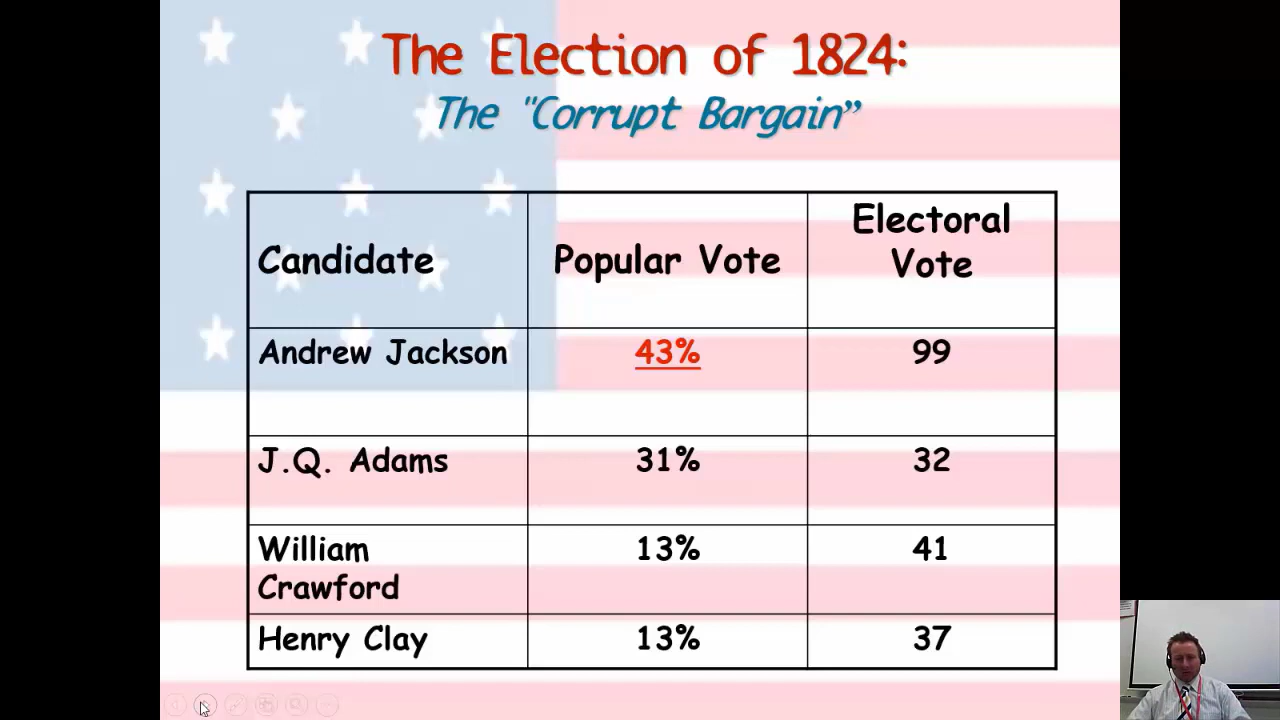 The Election of 1824:
The "Corrupt Bargain”
Candidate
Popular Vote
Electoral
Vote
Andrew Jackson
43%
99
J.Q. Adams
31%
32
William
Crawford
13%
41
Henry Clay
13%
37